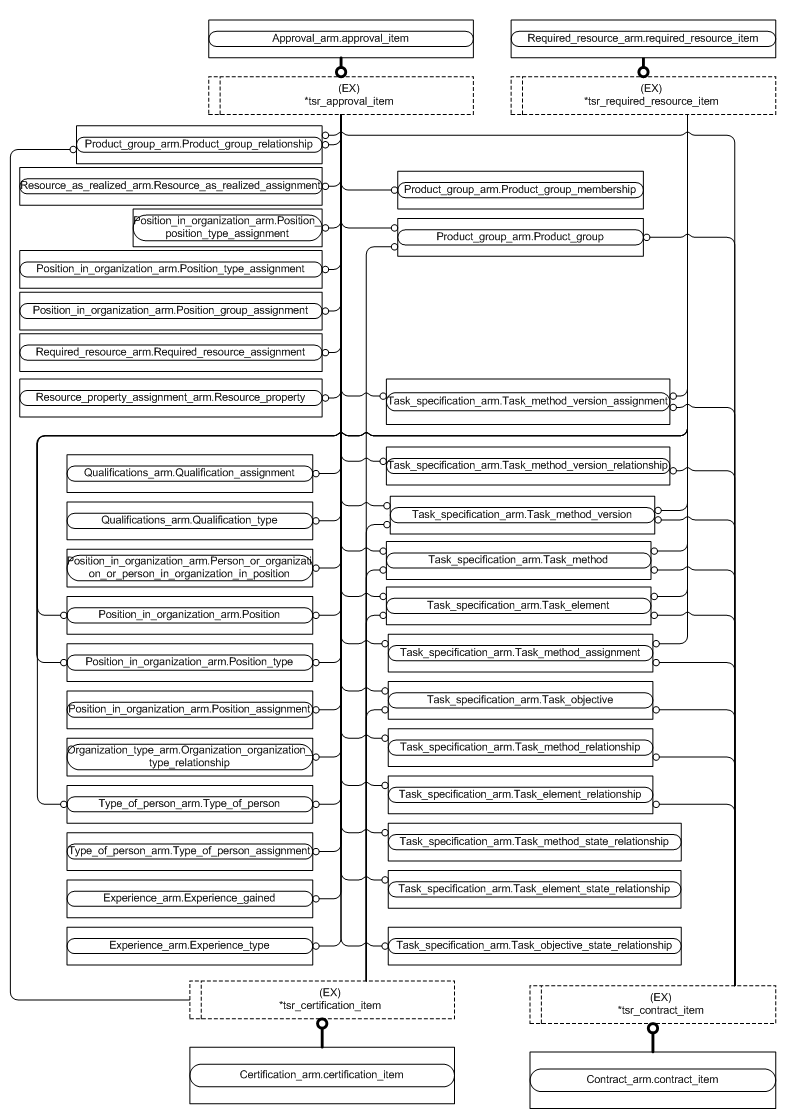 Approval_arm.approval_item
Required_resource_arm.required_resource_item
(EX)
*tsr_approval_item
(EX)
*tsr_required_resource_item
Product_group_arm.Product_group_relationship
Resource_as_realized_arm.Resource_as_realized_assignment
Product_group_arm.Product_group_membership
Position_in_organization_arm.Position_
position_type_assignment
Product_group_arm.Product_group
Position_in_organization_arm.Position_type_assignment
Position_in_organization_arm.Position_group_assignment
Required_resource_arm.Required_resource_assignment
Resource_property_assignment_arm.Resource_property
Task_specification_arm.Task_method_version_assignment
Qualifications_arm.Qualification_assignment
Task_specification_arm.Task_method_version_relationship
Qualifications_arm.Qualification_type
Task_specification_arm.Task_method_version
Position_in_organization_arm.Person_or_organizati
on_or_person_in_organization_in_position
Task_specification_arm.Task_method
Position_in_organization_arm.Position
Task_specification_arm.Task_element
Position_in_organization_arm.Position_type
Task_specification_arm.Task_method_assignment
Position_in_organization_arm.Position_assignment
Task_specification_arm.Task_objective
Organization_type_arm.Organization_organization_
type_relationship
Task_specification_arm.Task_method_relationship
Type_of_person_arm.Type_of_person
Task_specification_arm.Task_element_relationship
Type_of_person_arm.Type_of_person_assignment
Task_specification_arm.Task_method_state_relationship
Experience_arm.Experience_gained
Task_specification_arm.Task_element_state_relationship
Experience_arm.Experience_type
Task_specification_arm.Task_objective_state_relationship
(EX)
*tsr_certification_item
(EX)
*tsr_contract_item
Certification_arm.certification_item
Contract_arm.contract_item